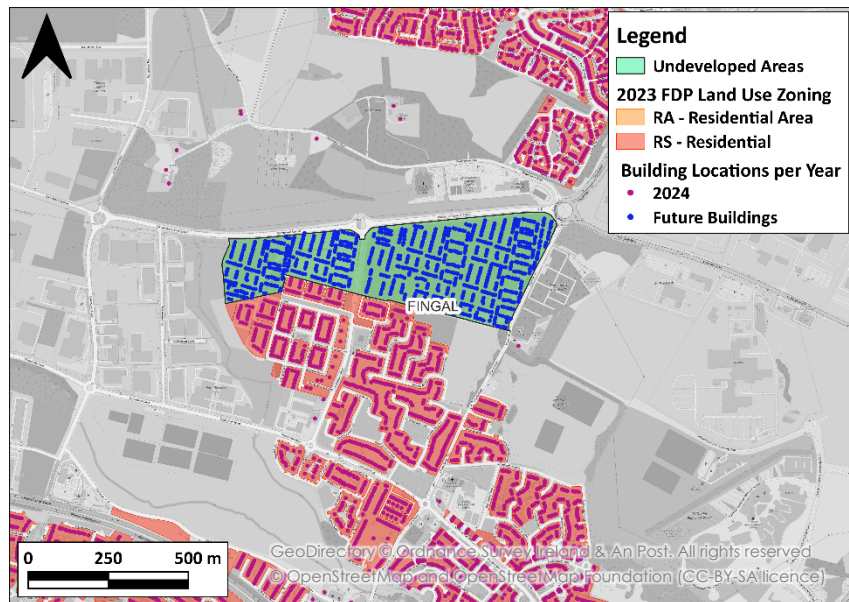 Legend
Undeveloped Areas
2023 FDP Land Use Zoning
RA - Residential Area
RS - Residential
Building Locations per Year
2024
Future Buildings
FINGAL
0 250 500 m
GeoDirectory © Ordnance Survey Ireland & An Post. All rights reserved
© OpenStreetMap and OpenStreetMap Foundation (CC-BY-SA licence)